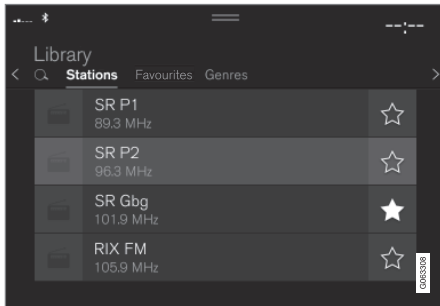 --:--
Library
Stations Favourites Genres
SR P1
89.3 MHz
SR P2
96.3 MHz
SR Gbg
101.9 MHz
RIX FM
105.9 MHz
G063308